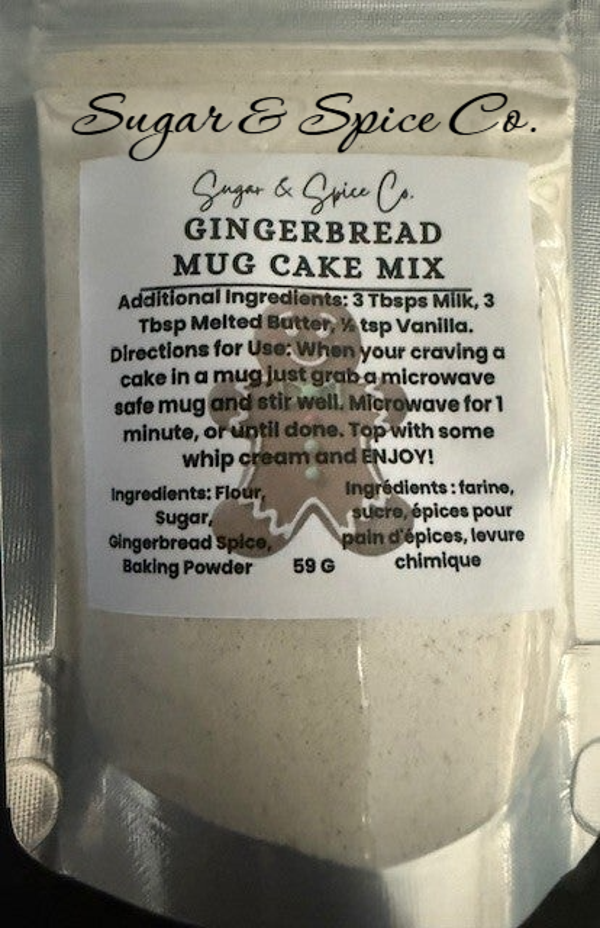 Sugar & Spice Co.
Sugar & Spice Co.
GINGERBREAD
MUG CAKE MIX
Additional Ingredients: 3 Tbsps Milk, 3
Tbsp Melted Butter, ½ tsp Vanilla.
Directions for Use: When your craving a
cake in a mug just grab a microwave
safe mug and stir well. Microwave for 1
minute, or until done. Top with some
whip cream and ENJOY!
Ingredients: Flour,
Sugar,
Gingerbread Spice,
Baking Powder
59 G
Ingrédients : farine,
sucre, épices pour
pain d'épices, levure
chimique